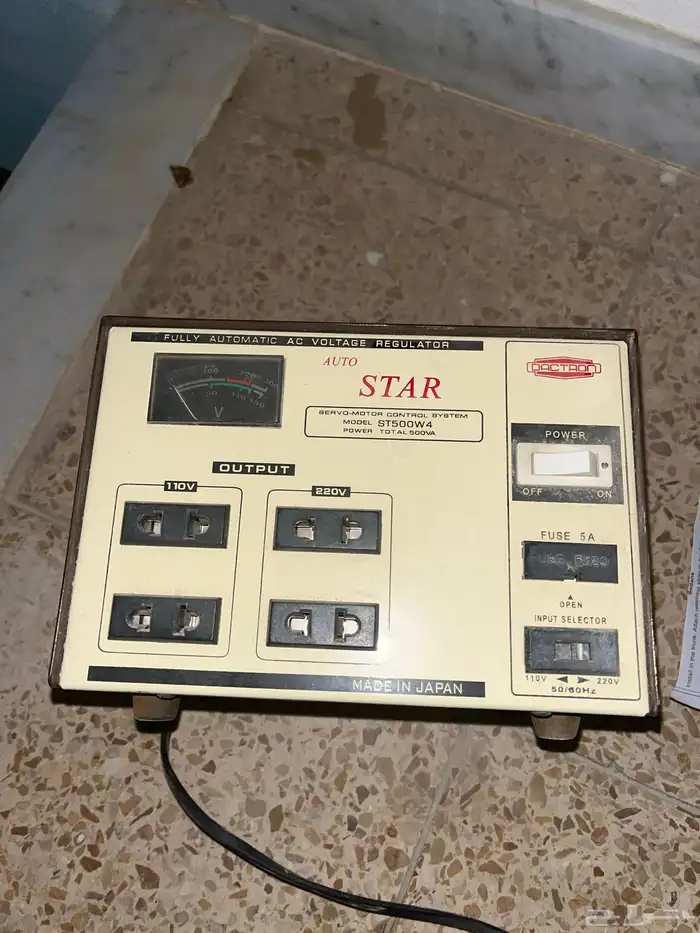 FULLY AUTOMATIC AC VOLTAGE REGULATOR
V
AUTO
STAR
SERVO-MOTOR CONTROL SYSTEM
MODEL ST500W4
POWER TOTAL 500VA
DACTRON
POWER
OFF ON
OUTPUT
110V 220V
FUSE 5A
OPEN
INPUT SELECTOR
110V ◄ ► 220V
50/60Hz
MADE IN JAPAN